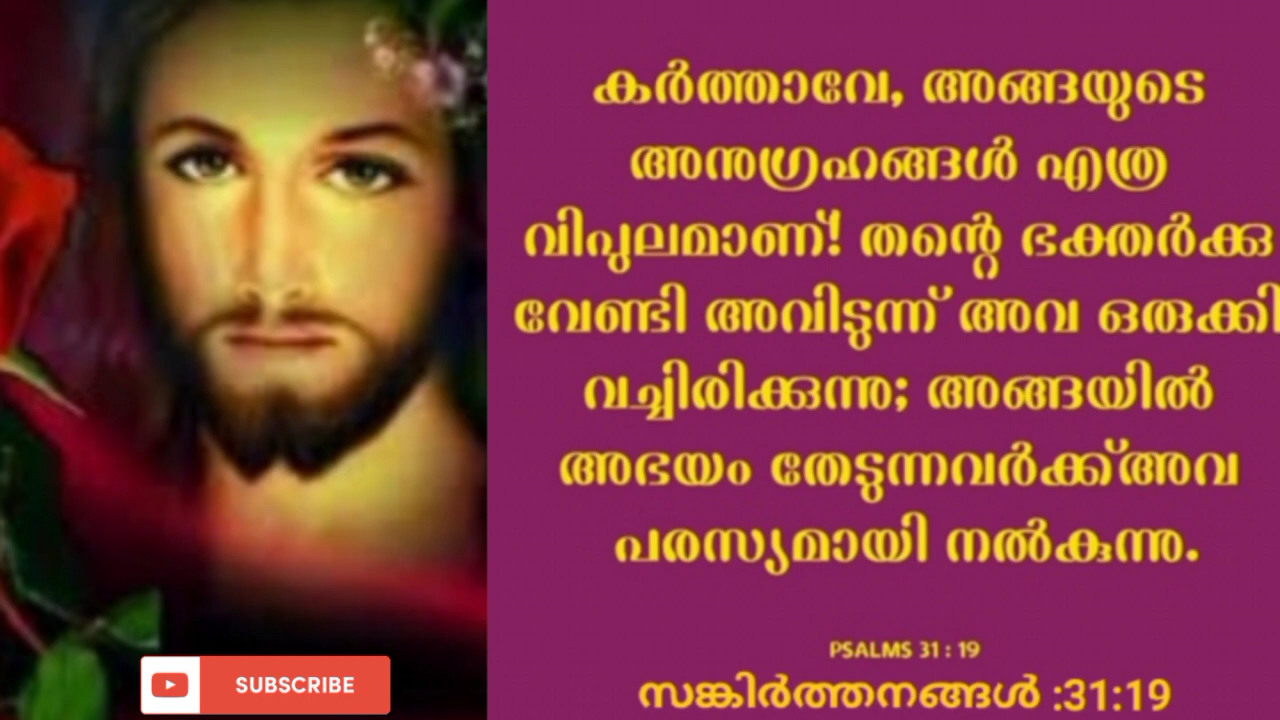 കർത്താവേ, അങ്ങയുടെ
അനുഗ്രഹങ്ങൾ എത്ര
വിപുലമാണ്! തന്റെ ഭക്തർക്കു
വേണ്ടി അവിടുന്ന് അവ ഒരുക്കി
വച്ചിരിക്കുന്നു; അങ്ങയിൽ
അഭയം തേടുന്നവർക്ക്അവ
പരസ്യമായി നൽകുന്നു.
PSALMS 31 : 19
സങ്കിർത്തനങ്ങൾ :31:19
SUBSCRIBE